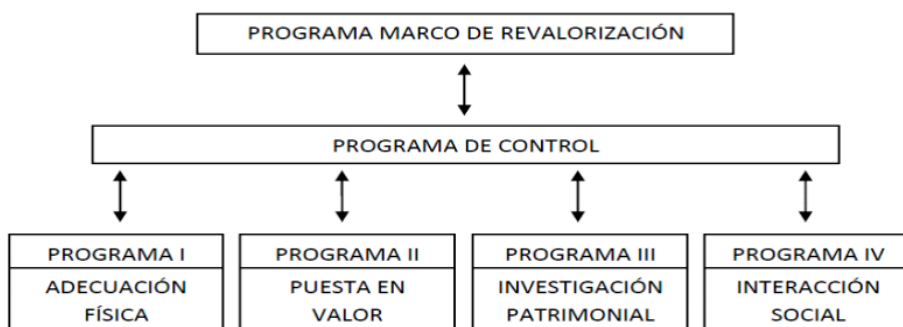 PROGRAMA MARCO DE REVALORIZACIÓN
PROGRAMA DE CONTROL
PROGRAMA I
ADECUACIÓN
FÍSICA
PROGRAMA II
PUESTA EN
VALOR
PROGRAMA III
INVESTIGACIÓN
PATRIMONIAL
PROGRAMA IV
INTERACCIÓN
SOCIAL